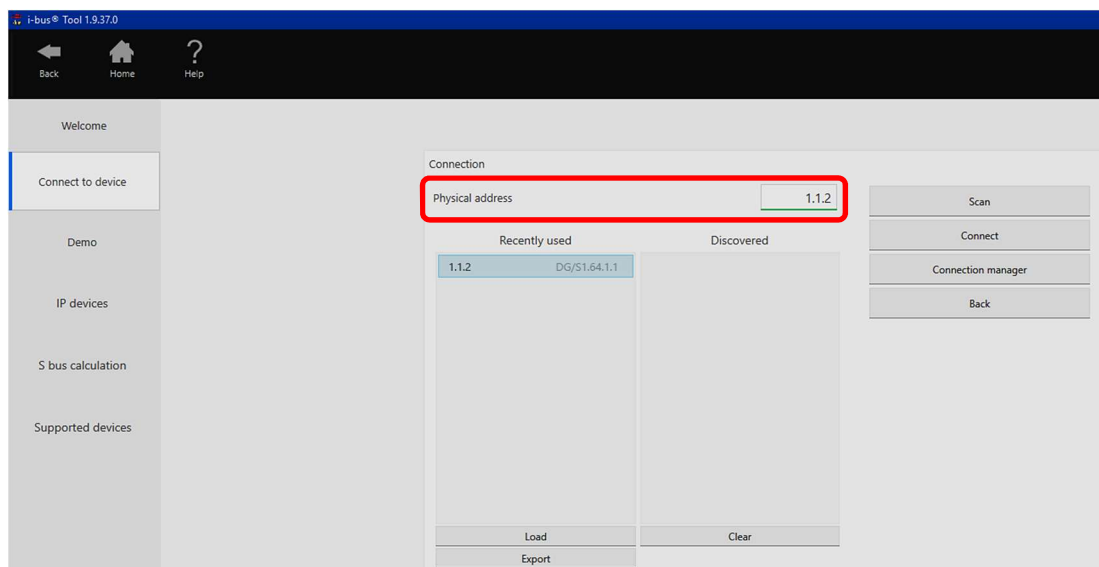 i-bus® Tool 1.9.37.0
Back
Home
Help
Welcome
Connect to device
Demo
IP devices
S bus calculation
Supported devices
Connection
Physical address 1.1.2
Recently used
Discovered
1.1.2 DG/S1.64.1.1
Load
Clear
Export
Scan
Connect
Connection manager
Back